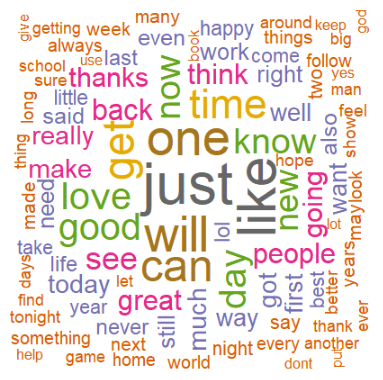 give
getting
week
many
happy
around
keep
god
things
big
always
last
even
book
work
come
follow
school
use
thanks
now
think
right
two
yes
sure
man
little
back
time
well
feel
long
said
also
show
really
get
one
know
thing
make
just
like
hope
new
going
want
may
look
made
need
love
good
will
lol
lot
take
see
can
day
people
years
days
life
today
let
got
first
best
better
find
year
great
much
way
say
thank
ever
tonight
never
still
something
next
night
every
another
help
game
home
world
dont
put